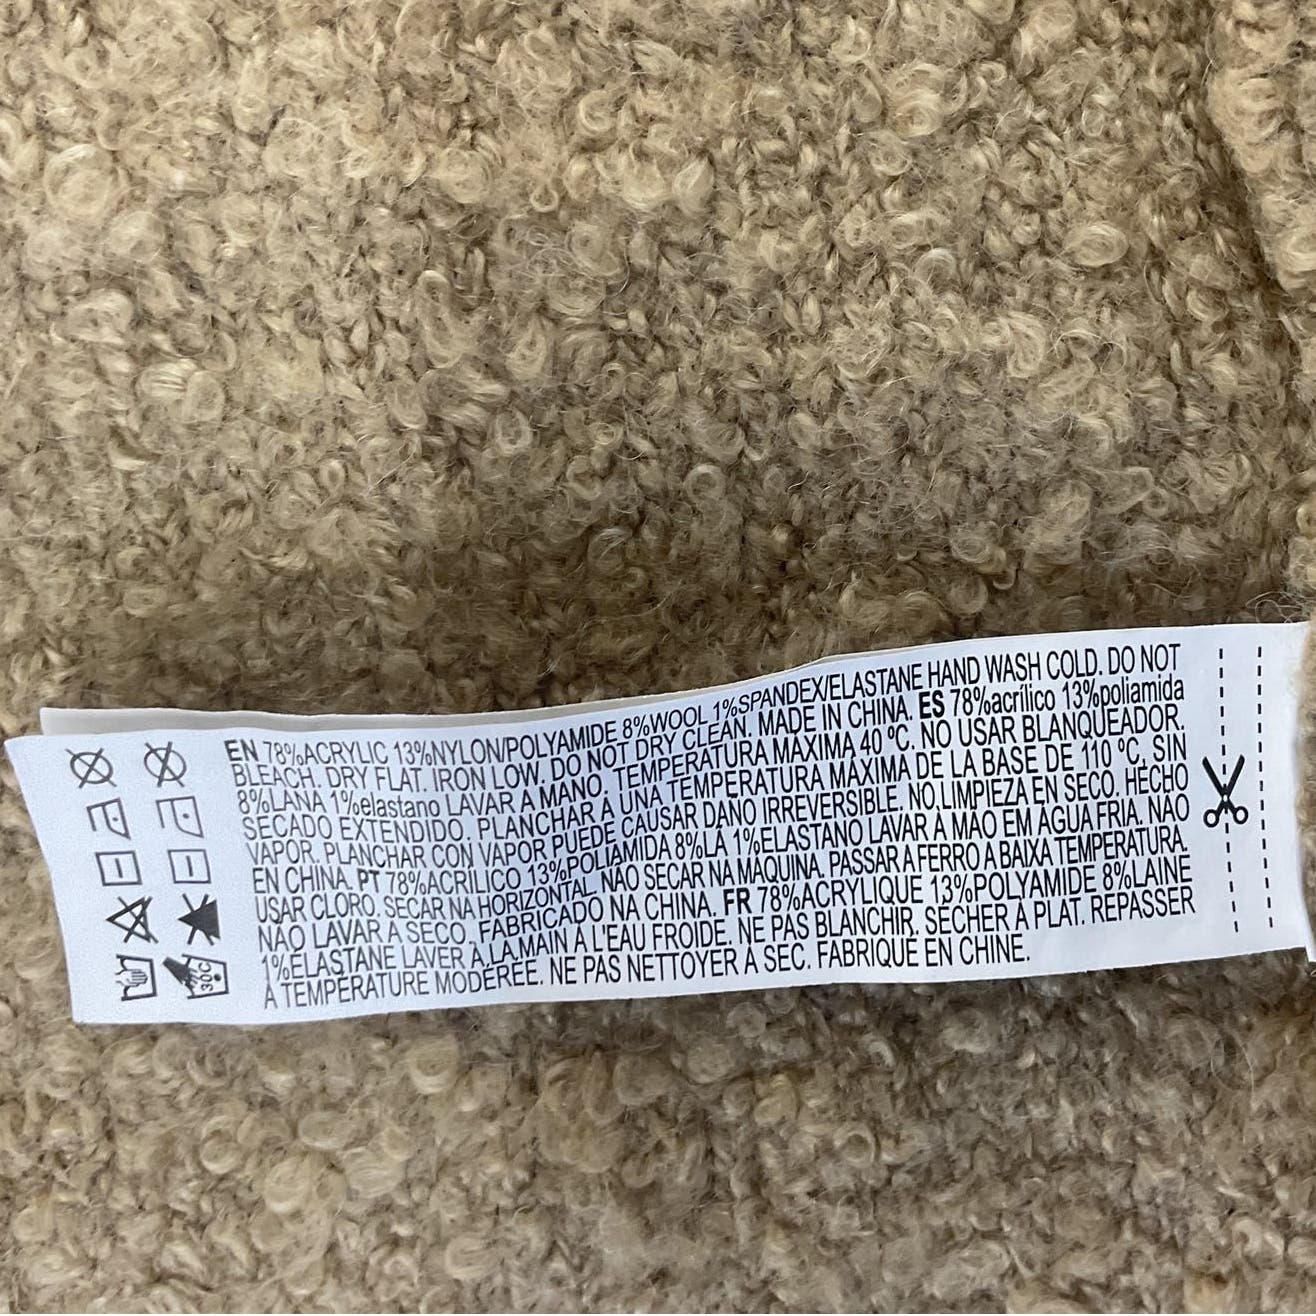 EN 78%ACRYLIC 13%NYLON/POLYAMIDE 8%WOOL 1%SPANDEX/ELASTANE HAND WASH COLD. DO NOT
BLEACH. DRY FLAT. IRON LOW. DO NOT DRY CLEAN. MADE IN CHINA. ES 78%acrílico 13%poliamida
8%LANA 1%elastano LAVAR A MANO. TEMPERATURA MÁXIMA 40 ºC. NO USAR BLANQUEADOR.
SECADO EXTENDIDO. PLANCHAR A UNA TEMPERATURA MÁXIMA DE LA BASE DE 110 ºC, SIN
VAPOR. PLANCHAR CON VAPOR PUEDE CAUSAR DAÑO IRREVERSIBLE. NO LIMPIEZA EN SECO. HECHO
EN CHINA. PT 78%ACRÍLICO 13%POLIAMIDA 8%LÃ 1%ELASTANO LAVAR À MÃO EM ÁGUA FRIA. NÃO
USAR CLORO. SECAR NA HORIZONTAL. NÃO SECAR NA MÁQUINA. PASSAR A FERRO A BAIXA TEMPERATURA.
NÃO LAVAR A SECO. FABRICADO NA CHINA. FR 78%ACRYLIQUE 13%POLYAMIDE 8%LAINE
1%ÉLASTANE LAVER À LA MAIN À L'EAU FROIDE. NE PAS BLANCHIR. SÉCHER À PLAT. REPASSER
À TEMPÉRATURE MODÉRÉE. NE PAS NETTOYER À SEC. FABRIQUÉ EN CHINE.
30C